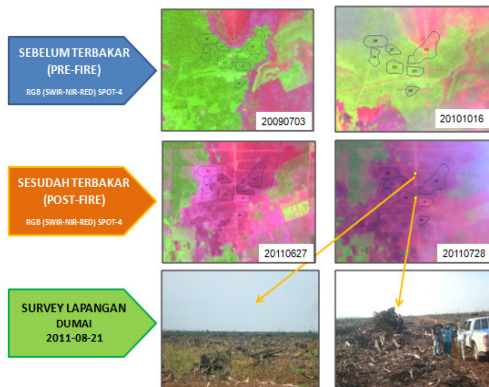 SEBELUM TERBAKAR
(PRE-FIRE)
RGB (SWIR-NIR-RED) SPOT-4
20090703
20101016
SESUDAH TERBAKAR
(POST-FIRE)
RGB (SWIR-NIR-RED) SPOT-4
20110627
20110728
SURVEY LAPANGAN
DUMAI
2011-08-21